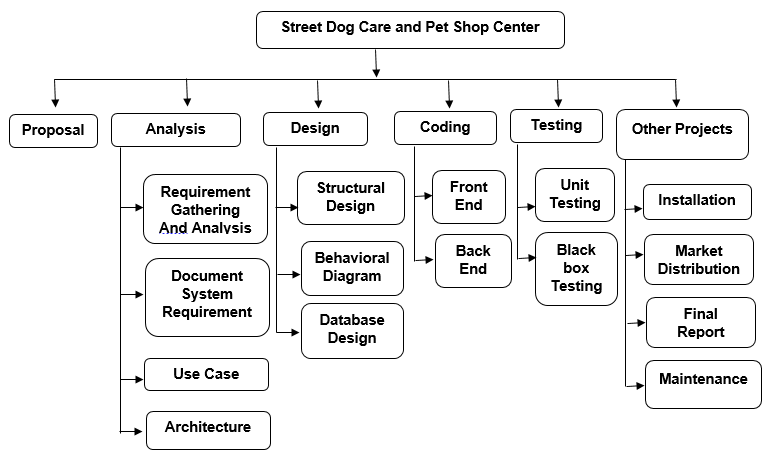 Street Dog Care and Pet Shop Center
Proposal
Analysis
Design
Coding
Testing
Other Projects
Requirement
Gathering
And Analysis
Document
System
Requirement
Use Case
Architecture
Structural
Design
Behavioral
Diagram
Database
Design
Front
End
Back
End
Unit
Testing
Black
box
Testing
Installation
Market
Distribution
Final
Report
Maintenance